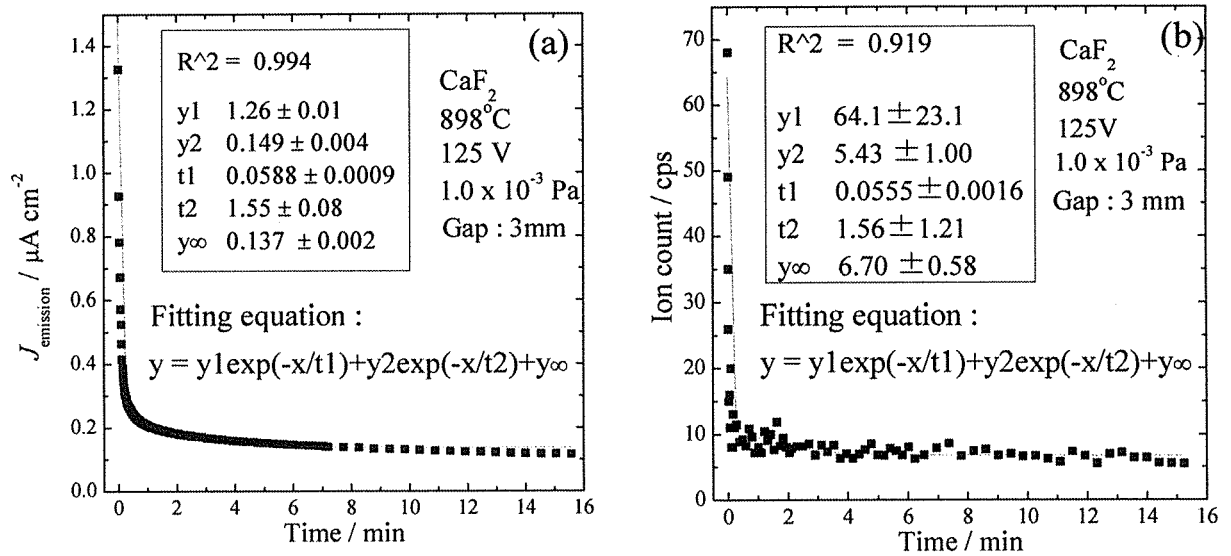 (a)
R^2 = 0.994
y1 1.26 ± 0.01
y2 0.149 ± 0.004
t1 0.0588 ± 0.0009
t2 1.55 ± 0.08
y∞ 0.137 ± 0.002
CaF₂
898°C
125 V
1.0 x 10⁻³ Pa
Gap : 3mm
Fitting equation :
y = y1exp(-x/t1)+y2exp(-x/t2)+y∞
J emission / μA cm⁻²
1.4
1.2
1.0
0.8
0.6
0.4
0.2
0.0
0 2 4 6 8 10 12 14 16
Time / min
(b)
R^2 = 0.919
y1 64.1 ±23.1
y2 5.43 ±1.00
t1 0.0555±0.0016
t2 1.56±1.21
y∞ 6.70 ±0.58
CaF₂
898°C
125V
1.0 x 10⁻³ Pa
Gap : 3 mm
Fitting equation :
y = y1exp(-x/t1)+y2exp(-x/t2)+y∞
Ion count / cps
70
60
50
40
30
20
10
0
0 2 4 6 8 10 12 14 16
Time / min